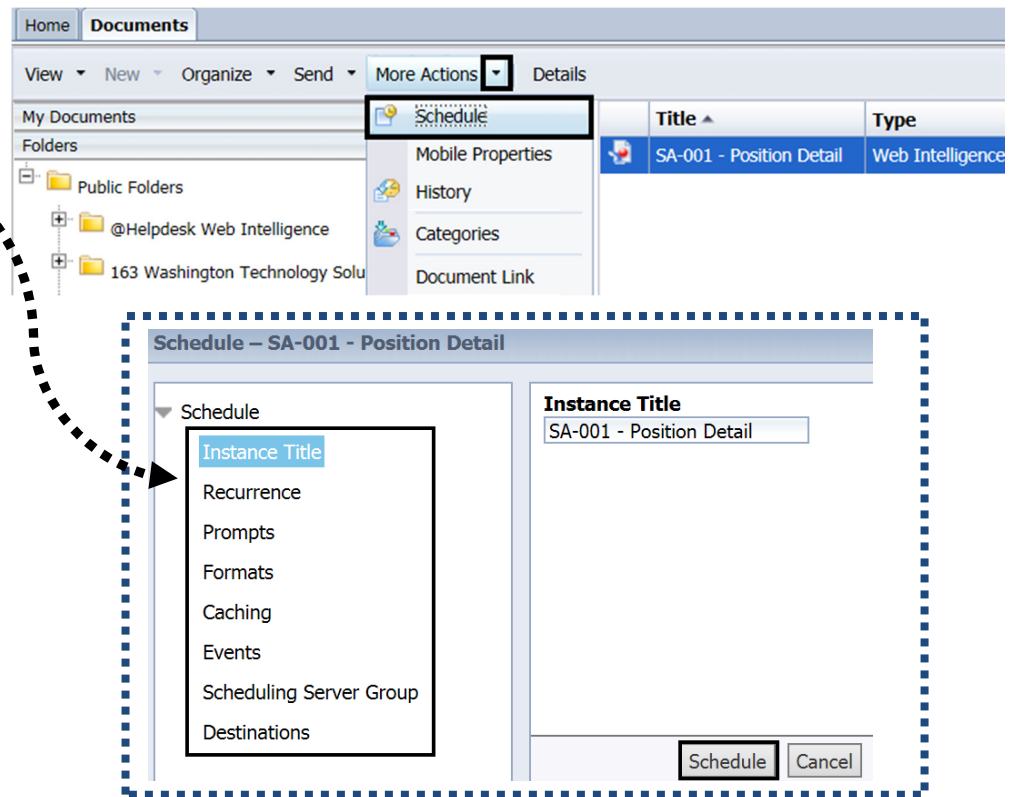 Home Documents
View New Organize Send More Actions Details
My Documents
Folders
Public Folders
@Helpdesk Web Intelligence
163 Washington Technology Solu
Schedule
Mobile Properties
History
Categories
Document Link
Title Type
SA-001 - Position Detail Web Intelligence
Schedule – SA-001 - Position Detail
Schedule
Instance Title
Recurrence
Prompts
Formats
Caching
Events
Scheduling Server Group
Destinations
Instance Title
SA-001 - Position Detail
Schedule Cancel